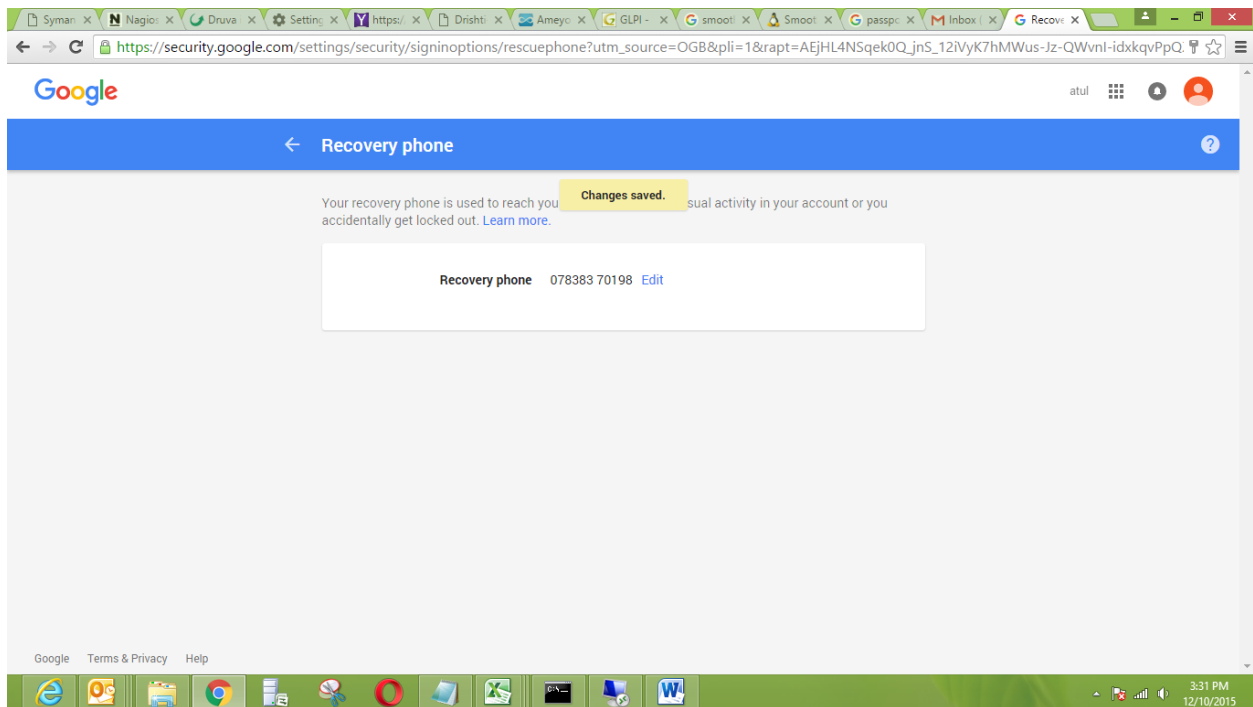 Syman Nagios Druva Setting https:/ Drishti Ameyo GLPI - smoot Smoot passpo Inbox Recove
https://security.google.com/settings/security/signinoptions/rescuephone?utm_source=OGB&pli=1&rapt=AEjHL4NSqek0Q_jnS_12iVyK7hMWus-Jz-QWvnI-idxkqvPpQ
Google atul
Recovery phone
Changes saved.
Your recovery phone is used to reach you sual activity in your account or you
accidentally get locked out. Learn more.
Recovery phone 078383 70198 Edit
Google Terms & Privacy Help
3:31 PM
12/10/2015